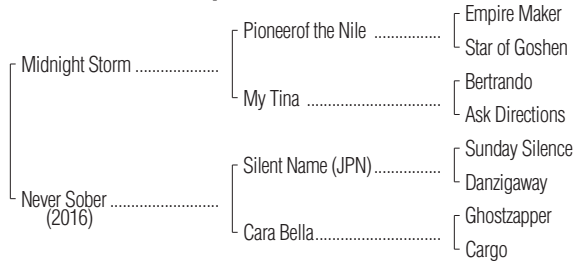 Empire Maker
Pioneerof the Nile ................
Star of Goshen
Midnight Storm ....................
Bertrando
My Tina ................................
Ask Directions
Sunday Silence
Silent Name (JPN)................
Danzigaway
Never Sober .........................
(2016)
Ghostzapper
Cara Bella..............................
Cargo